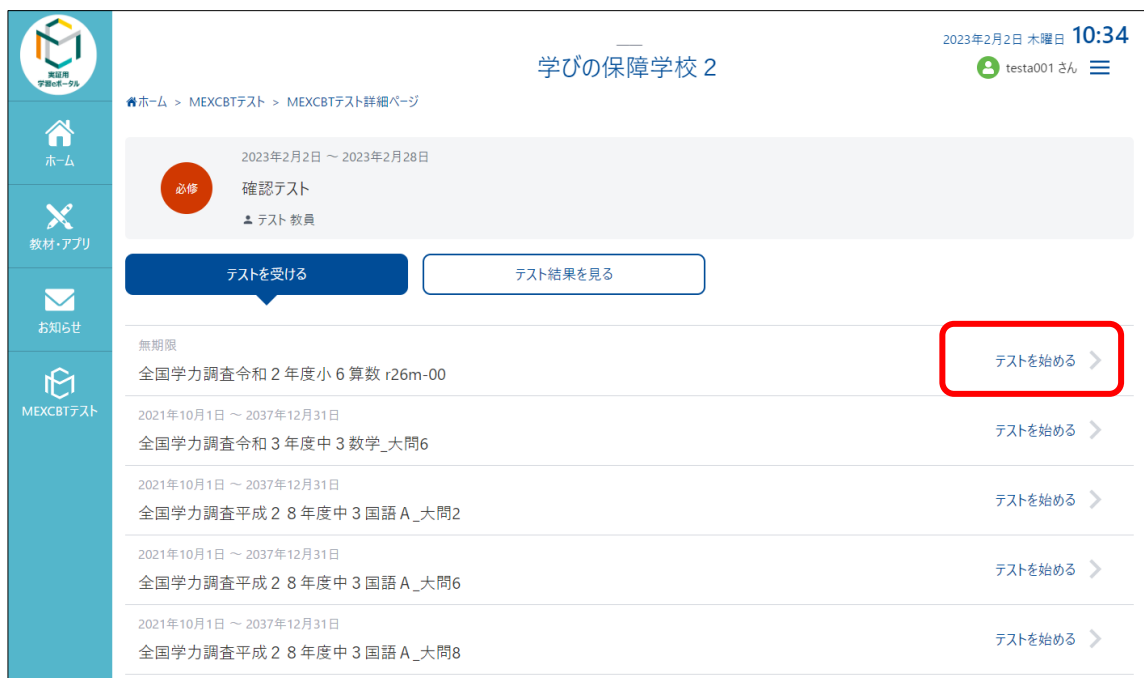 実証用
学習eポータル
ホーム
教材・アプリ
お知らせ
MEXCBTテスト
2023年2月2日 木曜日 10:34
学びの保障学校２
testa001 さん
ホーム > MEXCBTテスト > MEXCBTテスト詳細ページ
2023年2月2日 ～ 2023年2月28日
必修
確認テスト
テスト 教員
テストを受ける
テスト結果を見る
無期限
全国学力調査令和２年度小６算数 r26m-00
テストを始める
2021年10月1日 ～ 2037年12月31日
全国学力調査令和３年度中３数学_大問6
テストを始める
2021年10月1日 ～ 2037年12月31日
全国学力調査平成２８年度中３国語Ａ_大問2
テストを始める
2021年10月1日 ～ 2037年12月31日
全国学力調査平成２８年度中３国語Ａ_大問6
テストを始める
2021年10月1日 ～ 2037年12月31日
全国学力調査平成２８年度中３国語Ａ_大問8
テストを始める